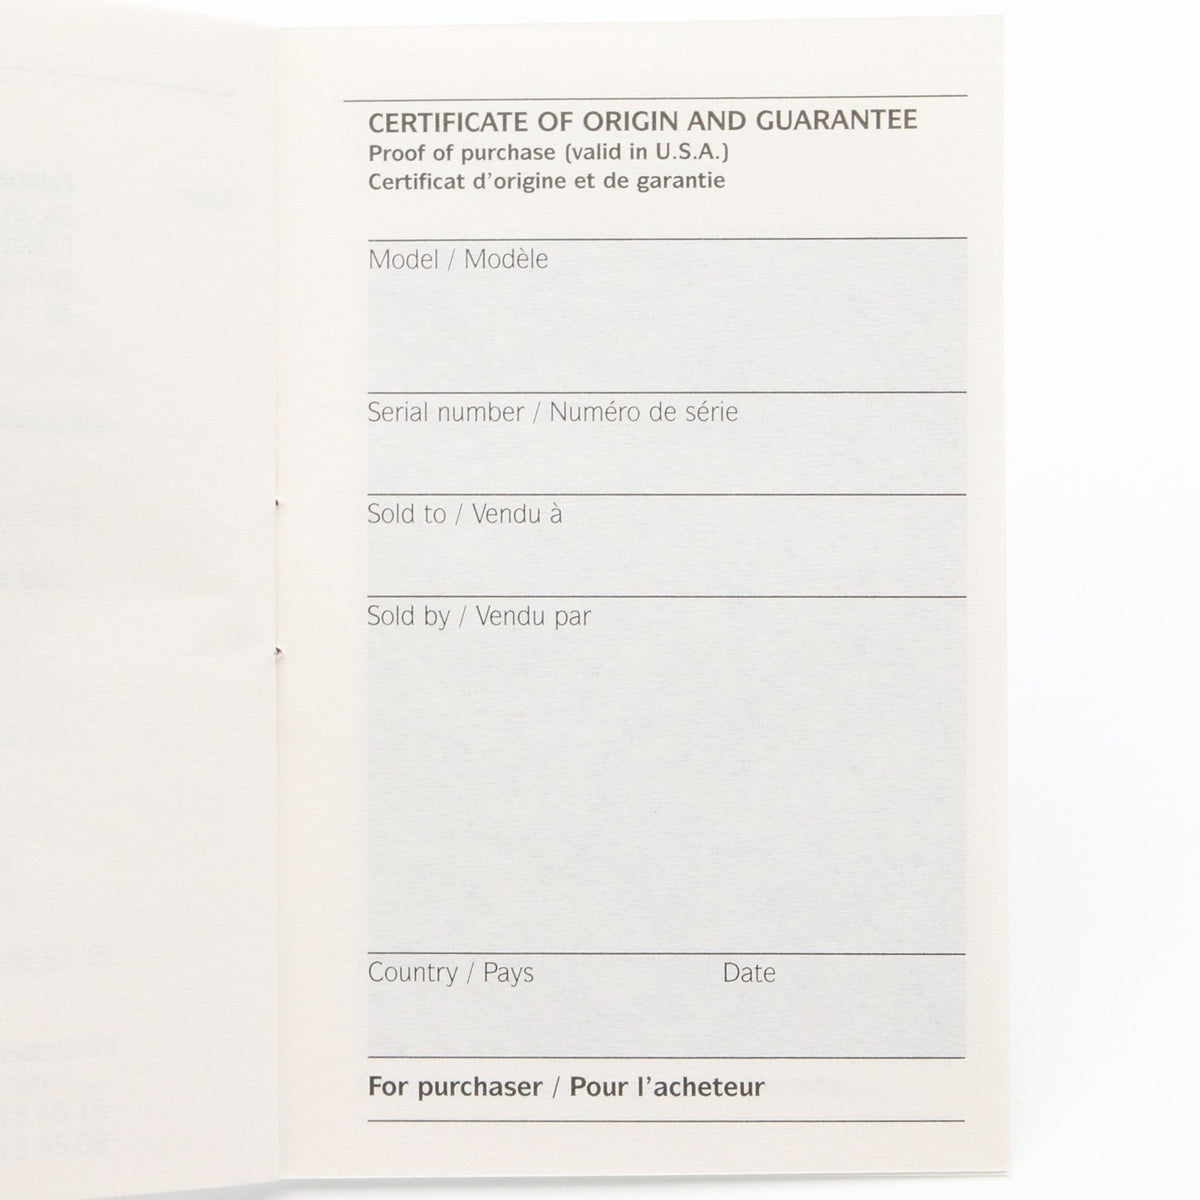 CERTIFICATE OF ORIGIN AND GUARANTEE
Proof of purchase (valid in U.S.A.)
Certificat d'origine et de garantie
Model / Modèle
Serial number / Numéro de série
Sold to / Vendu à
Sold by / Vendu par
Country / Pays Date
For purchaser / Pour l'acheteur